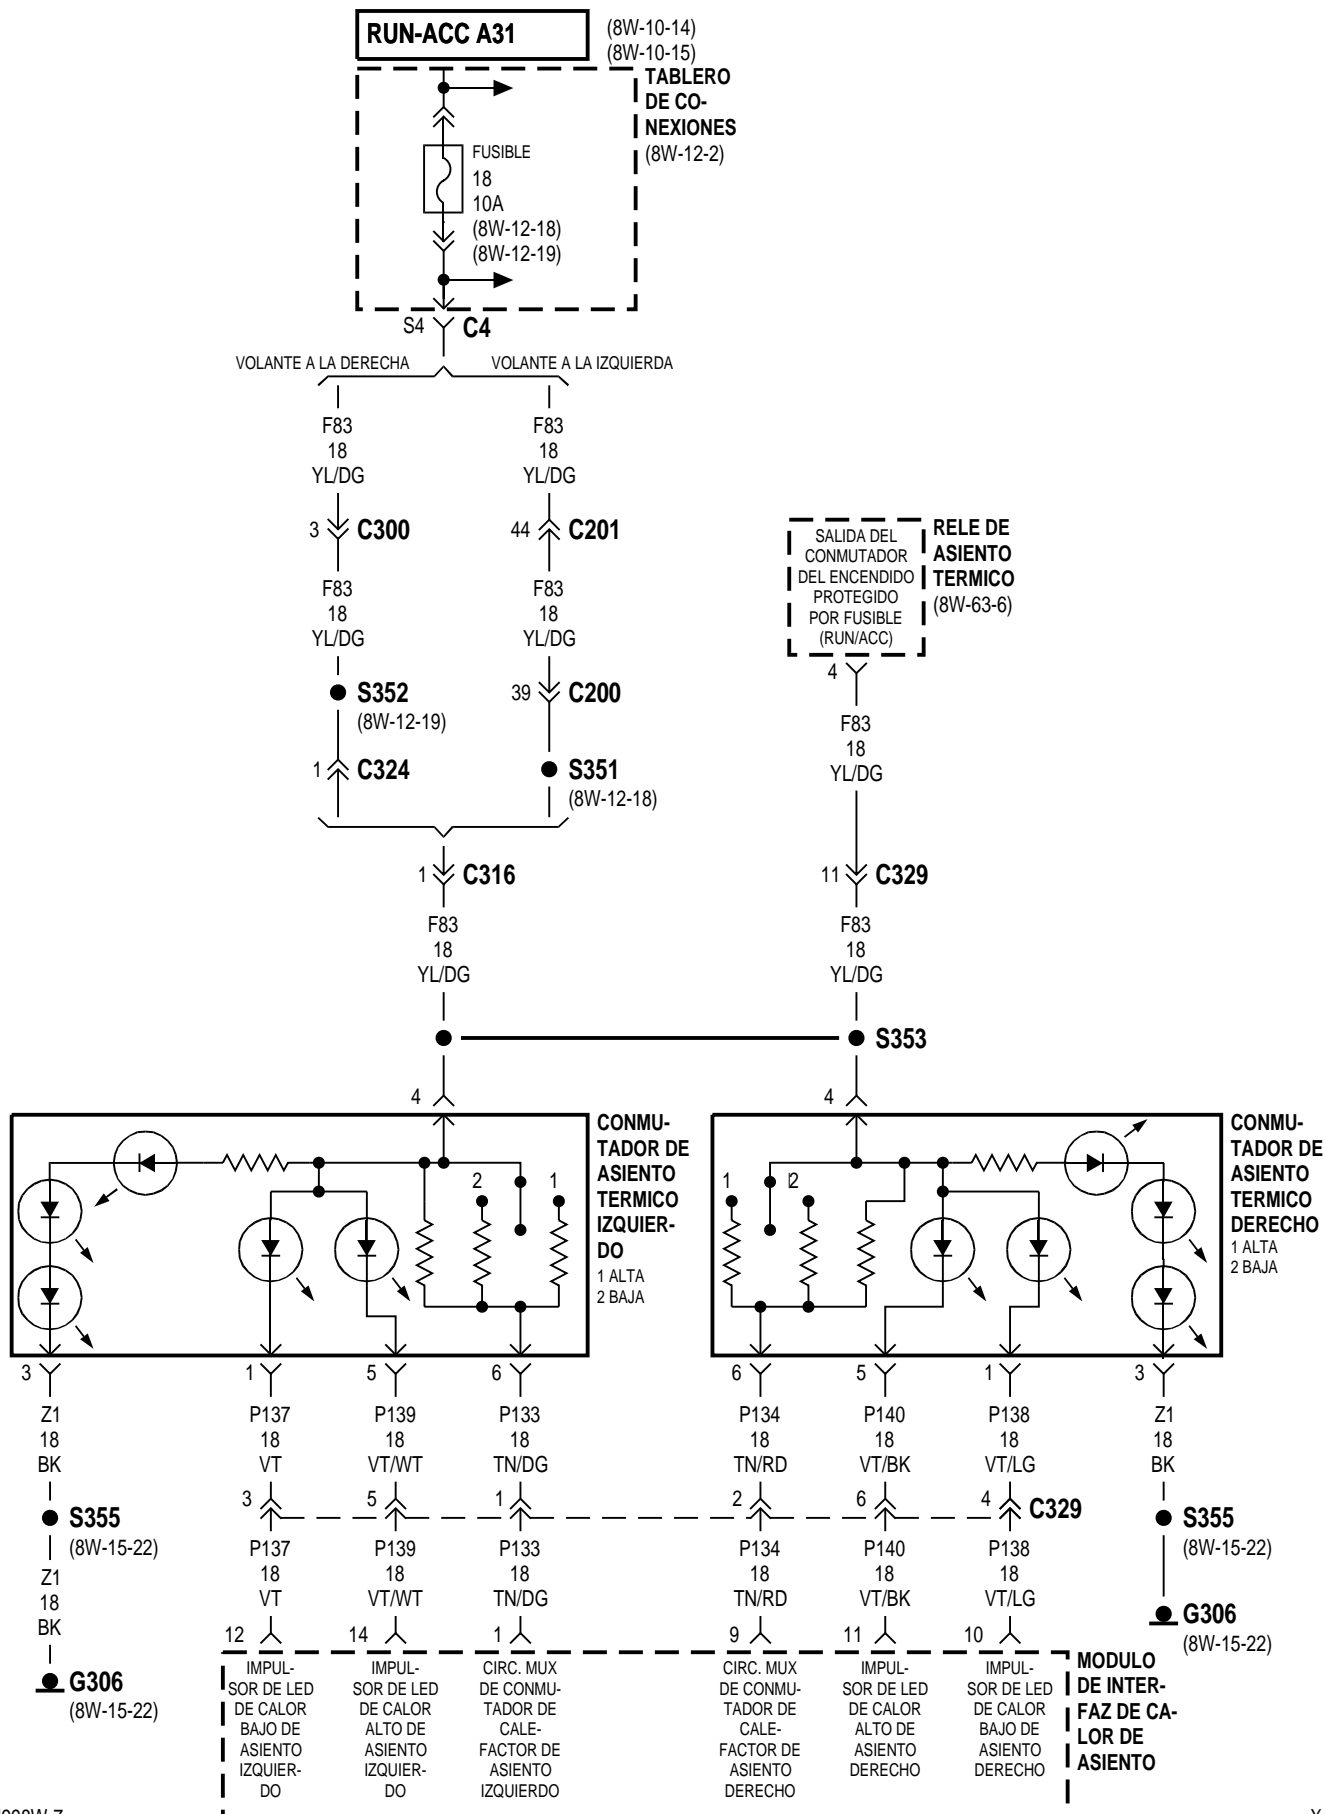 RUN-ACC A31
(8W-10-14)
(8W-10-15)
TABLERO
DE CO-
NEXIONES
(8W-12-2)
FUSIBLE
18
10A
(8W-12-18)
(8W-12-19)
S4
C4
VOLANTE A LA DERECHA
VOLANTE A LA IZQUIERDA
F83
18
YL/DG
F83
18
YL/DG
3
C300
44
C201
F83
18
YL/DG
F83
18
YL/DG
S352
(8W-12-19)
39
C200
1
C324
S351
(8W-12-18)
SALIDA DEL
CONMUTADOR
DEL ENCENDIDO
PROTEGIDO
POR FUSIBLE
(RUN/ACC)
RELE DE
ASIENTO
TERMICO
(8W-63-6)
4
F83
18
YL/DG
1
C316
11
C329
F83
18
YL/DG
F83
18
YL/DG
S353
4
4
CONMU-
TADOR DE
ASIENTO
TERMICO
IZQUIER-
DO
1 ALTA
2 BAJA
2
1
1
2
CONMU-
TADOR DE
ASIENTO
TERMICO
DERECHO
1 ALTA
2 BAJA
3
1
5
6
6
5
1
3
Z1
18
BK
P137
18
VT
P139
18
VT/WT
P133
18
TN/DG
P134
18
TN/RD
P140
18
VT/BK
P138
18
VT/LG
Z1
18
BK
3
5
1
2
6
4
C329
S355
(8W-15-22)
S355
(8W-15-22)
Z1
18
BK
P137
18
VT
P139
18
VT/WT
P133
18
TN/DG
P134
18
TN/RD
P140
18
VT/BK
P138
18
VT/LG
G306
(8W-15-22)
G306
(8W-15-22)
12
14
1
9
11
10
IMPUL-
SOR DE LED
DE CALOR
BAJO DE
ASIENTO
IZQUIER-
DO
IMPUL-
SOR DE LED
DE CALOR
ALTO DE
ASIENTO
IZQUIER-
DO
CIRC. MUX
DE CONMU-
TADOR DE
CALE-
FACTOR DE
ASIENTO
IZQUIERDO
CIRC. MUX
DE CONMU-
TADOR DE
CALE-
FACTOR DE
ASIENTO
DERECHO
IMPUL-
SOR DE LED
DE CALOR
ALTO DE
ASIENTO
DERECHO
IMPUL-
SOR DE LED
DE CALOR
BAJO DE
ASIENTO
DERECHO
MODULO
DE INTER-
FAZ DE CA-
LOR DE
ASIENTO